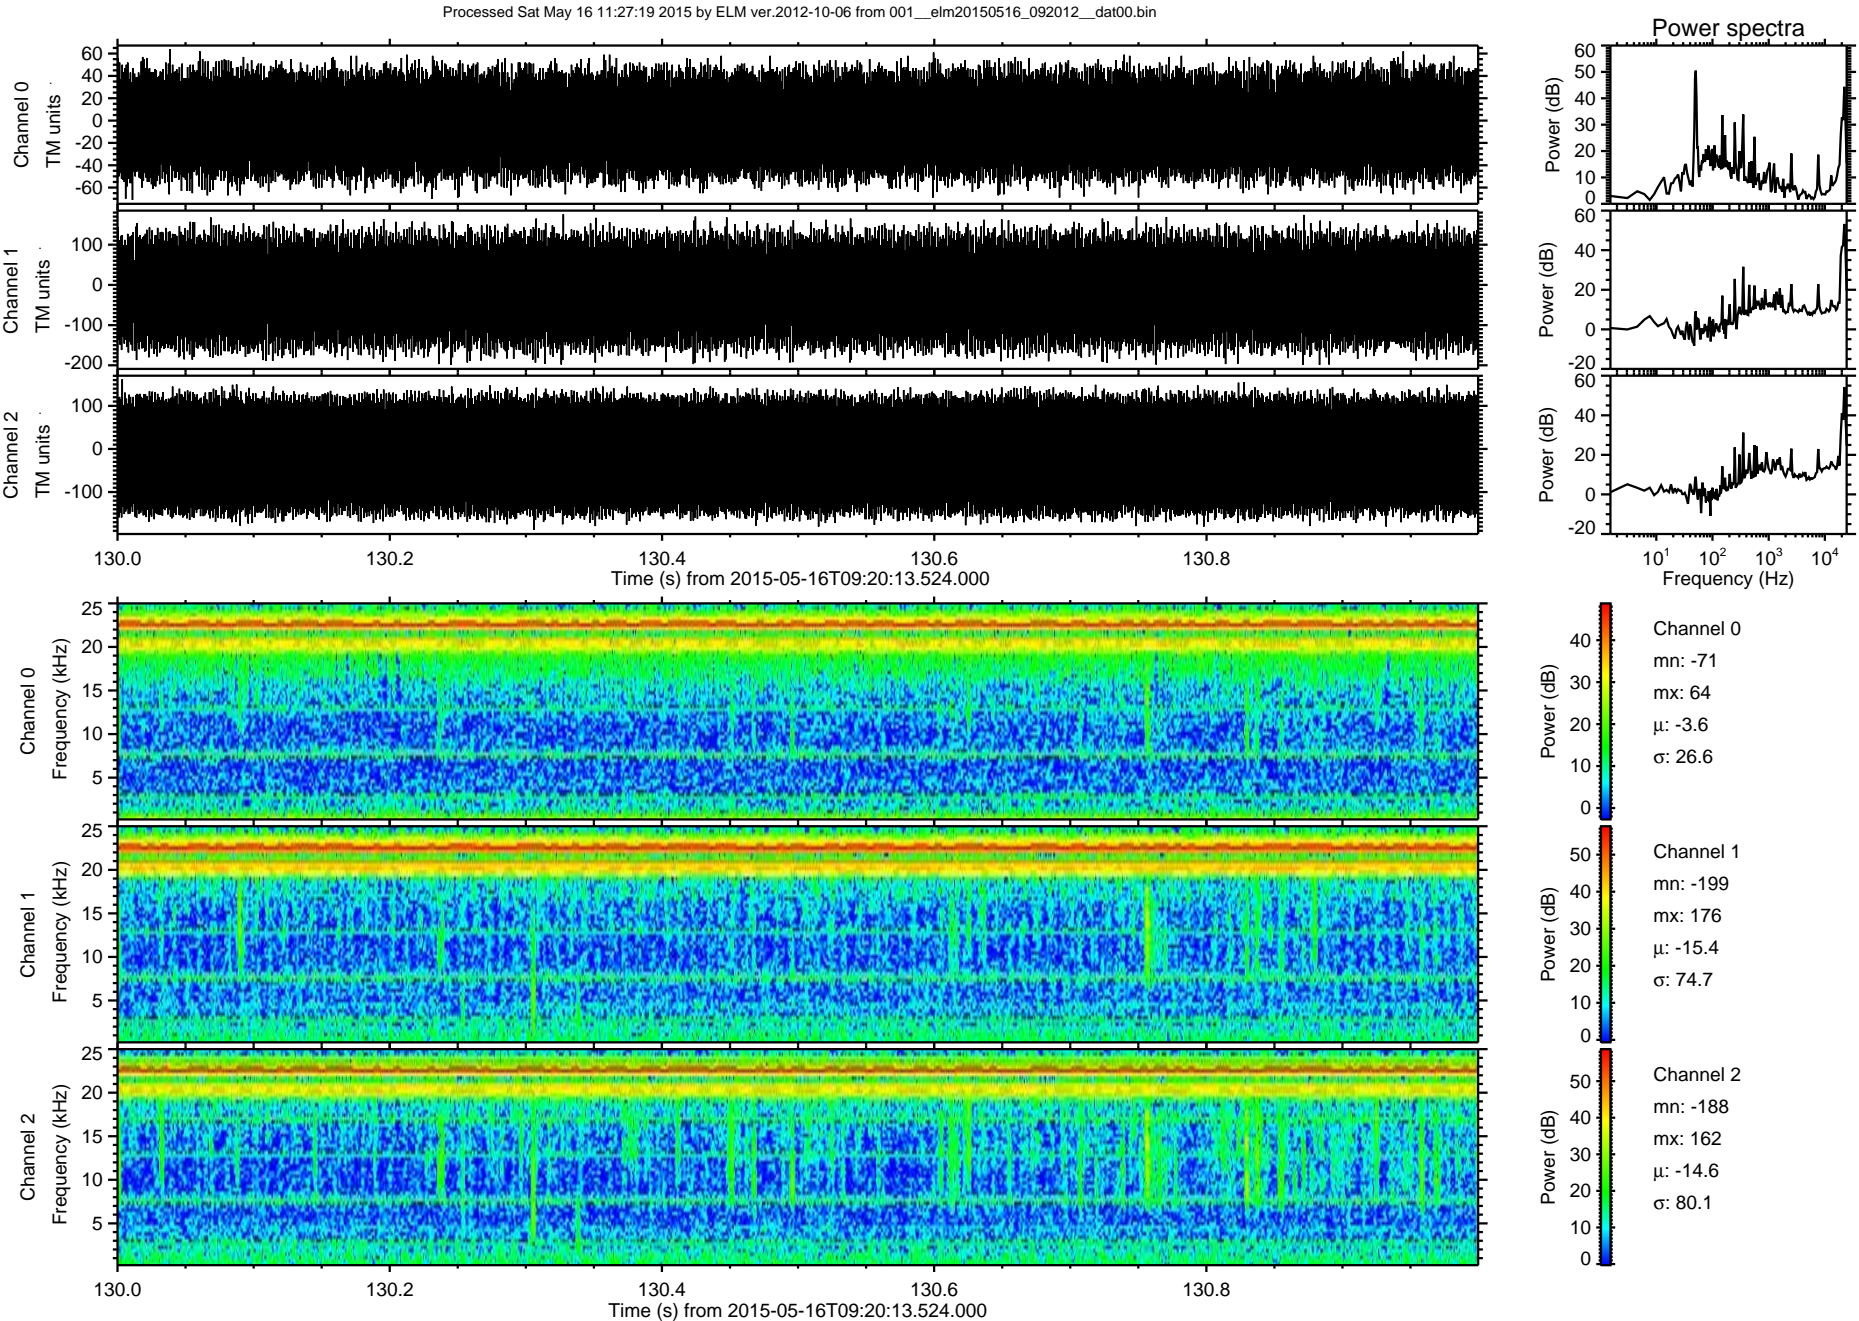 Processed Sat May 16 11:27:19 2015 by ELM ver.2012-10-06 from 001__elm20150516_092012__dat00.bin
Power spectra
Channel 0
TM units
60
40
20
0
-20
-40
-60
Power (dB)
60
50
40
30
20
10
0
Channel 1
TM units
100
0
-100
-200
Power (dB)
60
40
20
0
-20
Channel 2
TM units
100
0
-100
Power (dB)
60
40
20
0
-20
130.0 130.2 130.4 130.6 130.8
Time (s) from 2015-05-16T09:20:13.524.000
10^1 10^2 10^3 10^4
Frequency (Hz)
Channel 0
Frequency (kHz)
25
20
15
10
5
Power (dB)
40
30
20
10
0
Channel 0
mn: -71
mx: 64
μ: -3.6
σ: 26.6
Channel 1
Frequency (kHz)
25
20
15
10
5
Power (dB)
50
40
30
20
10
0
Channel 1
mn: -199
mx: 176
μ: -15.4
σ: 74.7
Channel 2
Frequency (kHz)
25
20
15
10
5
Power (dB)
50
40
30
20
10
0
Channel 2
mn: -188
mx: 162
μ: -14.6
σ: 80.1
130.0 130.2 130.4 130.6 130.8
Time (s) from 2015-05-16T09:20:13.524.000